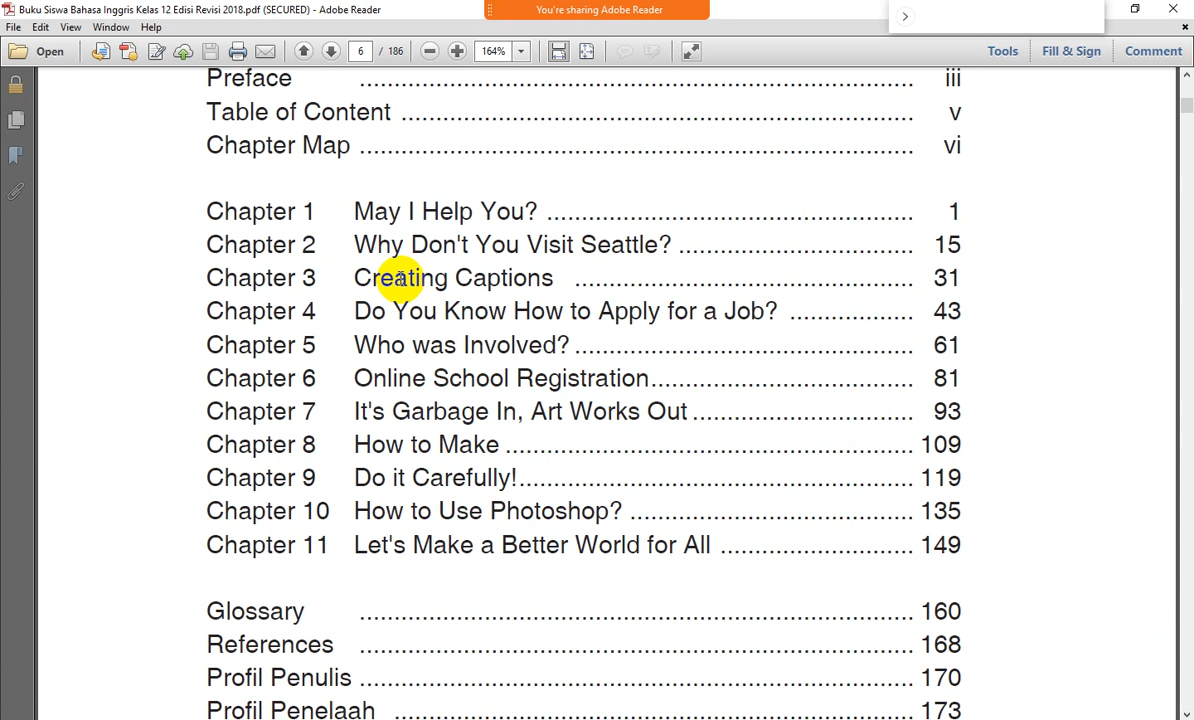 Buku Siswa Bahasa Inggris Kelas 12 Edisi Revisi 2018.pdf (SECURED) - Adobe Reader
You're sharing Adobe Reader
File Edit View Window Help
Open 6 / 186 164% Tools Fill & Sign Comment
Preface ........................ iii
Table of Content ........................ v
Chapter Map ........................ vi
Chapter 1 May I Help You? ........................ 1
Chapter 2 Why Don't You Visit Seattle? ........................ 15
Chapter 3 Creating Captions ........................ 31
Chapter 4 Do You Know How to Apply for a Job? ........................ 43
Chapter 5 Who was Involved? ........................ 61
Chapter 6 Online School Registration ........................ 81
Chapter 7 It's Garbage In, Art Works Out ........................ 93
Chapter 8 How to Make ........................ 109
Chapter 9 Do it Carefully! ........................ 119
Chapter 10 How to Use Photoshop? ........................ 135
Chapter 11 Let's Make a Better World for All ........................ 149
Glossary ........................ 160
References ........................ 168
Profil Penulis ........................ 170
Profil Penelaah ........................ 173